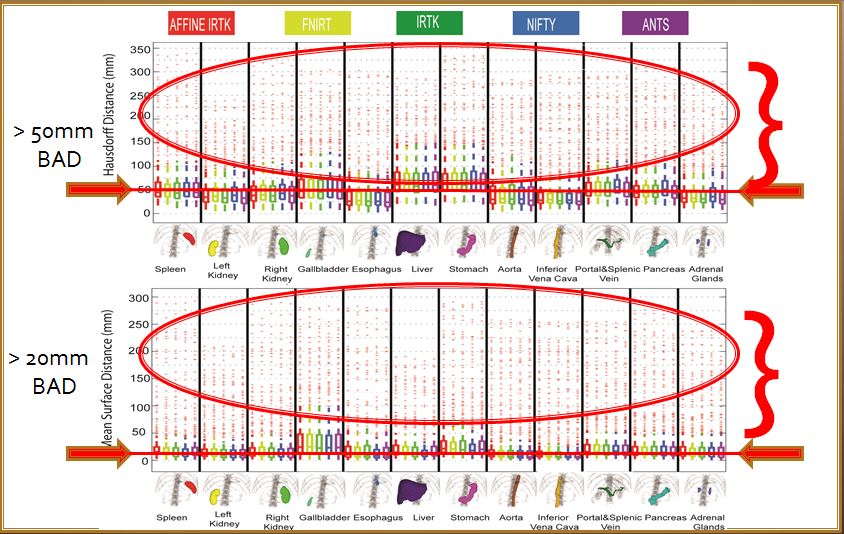 AFFINE IRTK FNIRT IRTK NIFTY ANTS
Hausdorff Distance (mm)
350
300
250
200
150
100
50
0
> 50mm
BAD
Spleen Left Kidney Right Kidney Gallbladder Esophagus Liver Stomach Aorta Inferior Vena Cava Portal&Splenic Vein Pancreas Adrenal Glands
Mean Surface Distance (mm)
300
250
200
150
100
50
0
> 20mm
BAD
Spleen Left Kidney Right Kidney Gallbladder Esophagus Liver Stomach Aorta Inferior Vena Cava Portal&Splenic Vein Pancreas Adrenal Glands